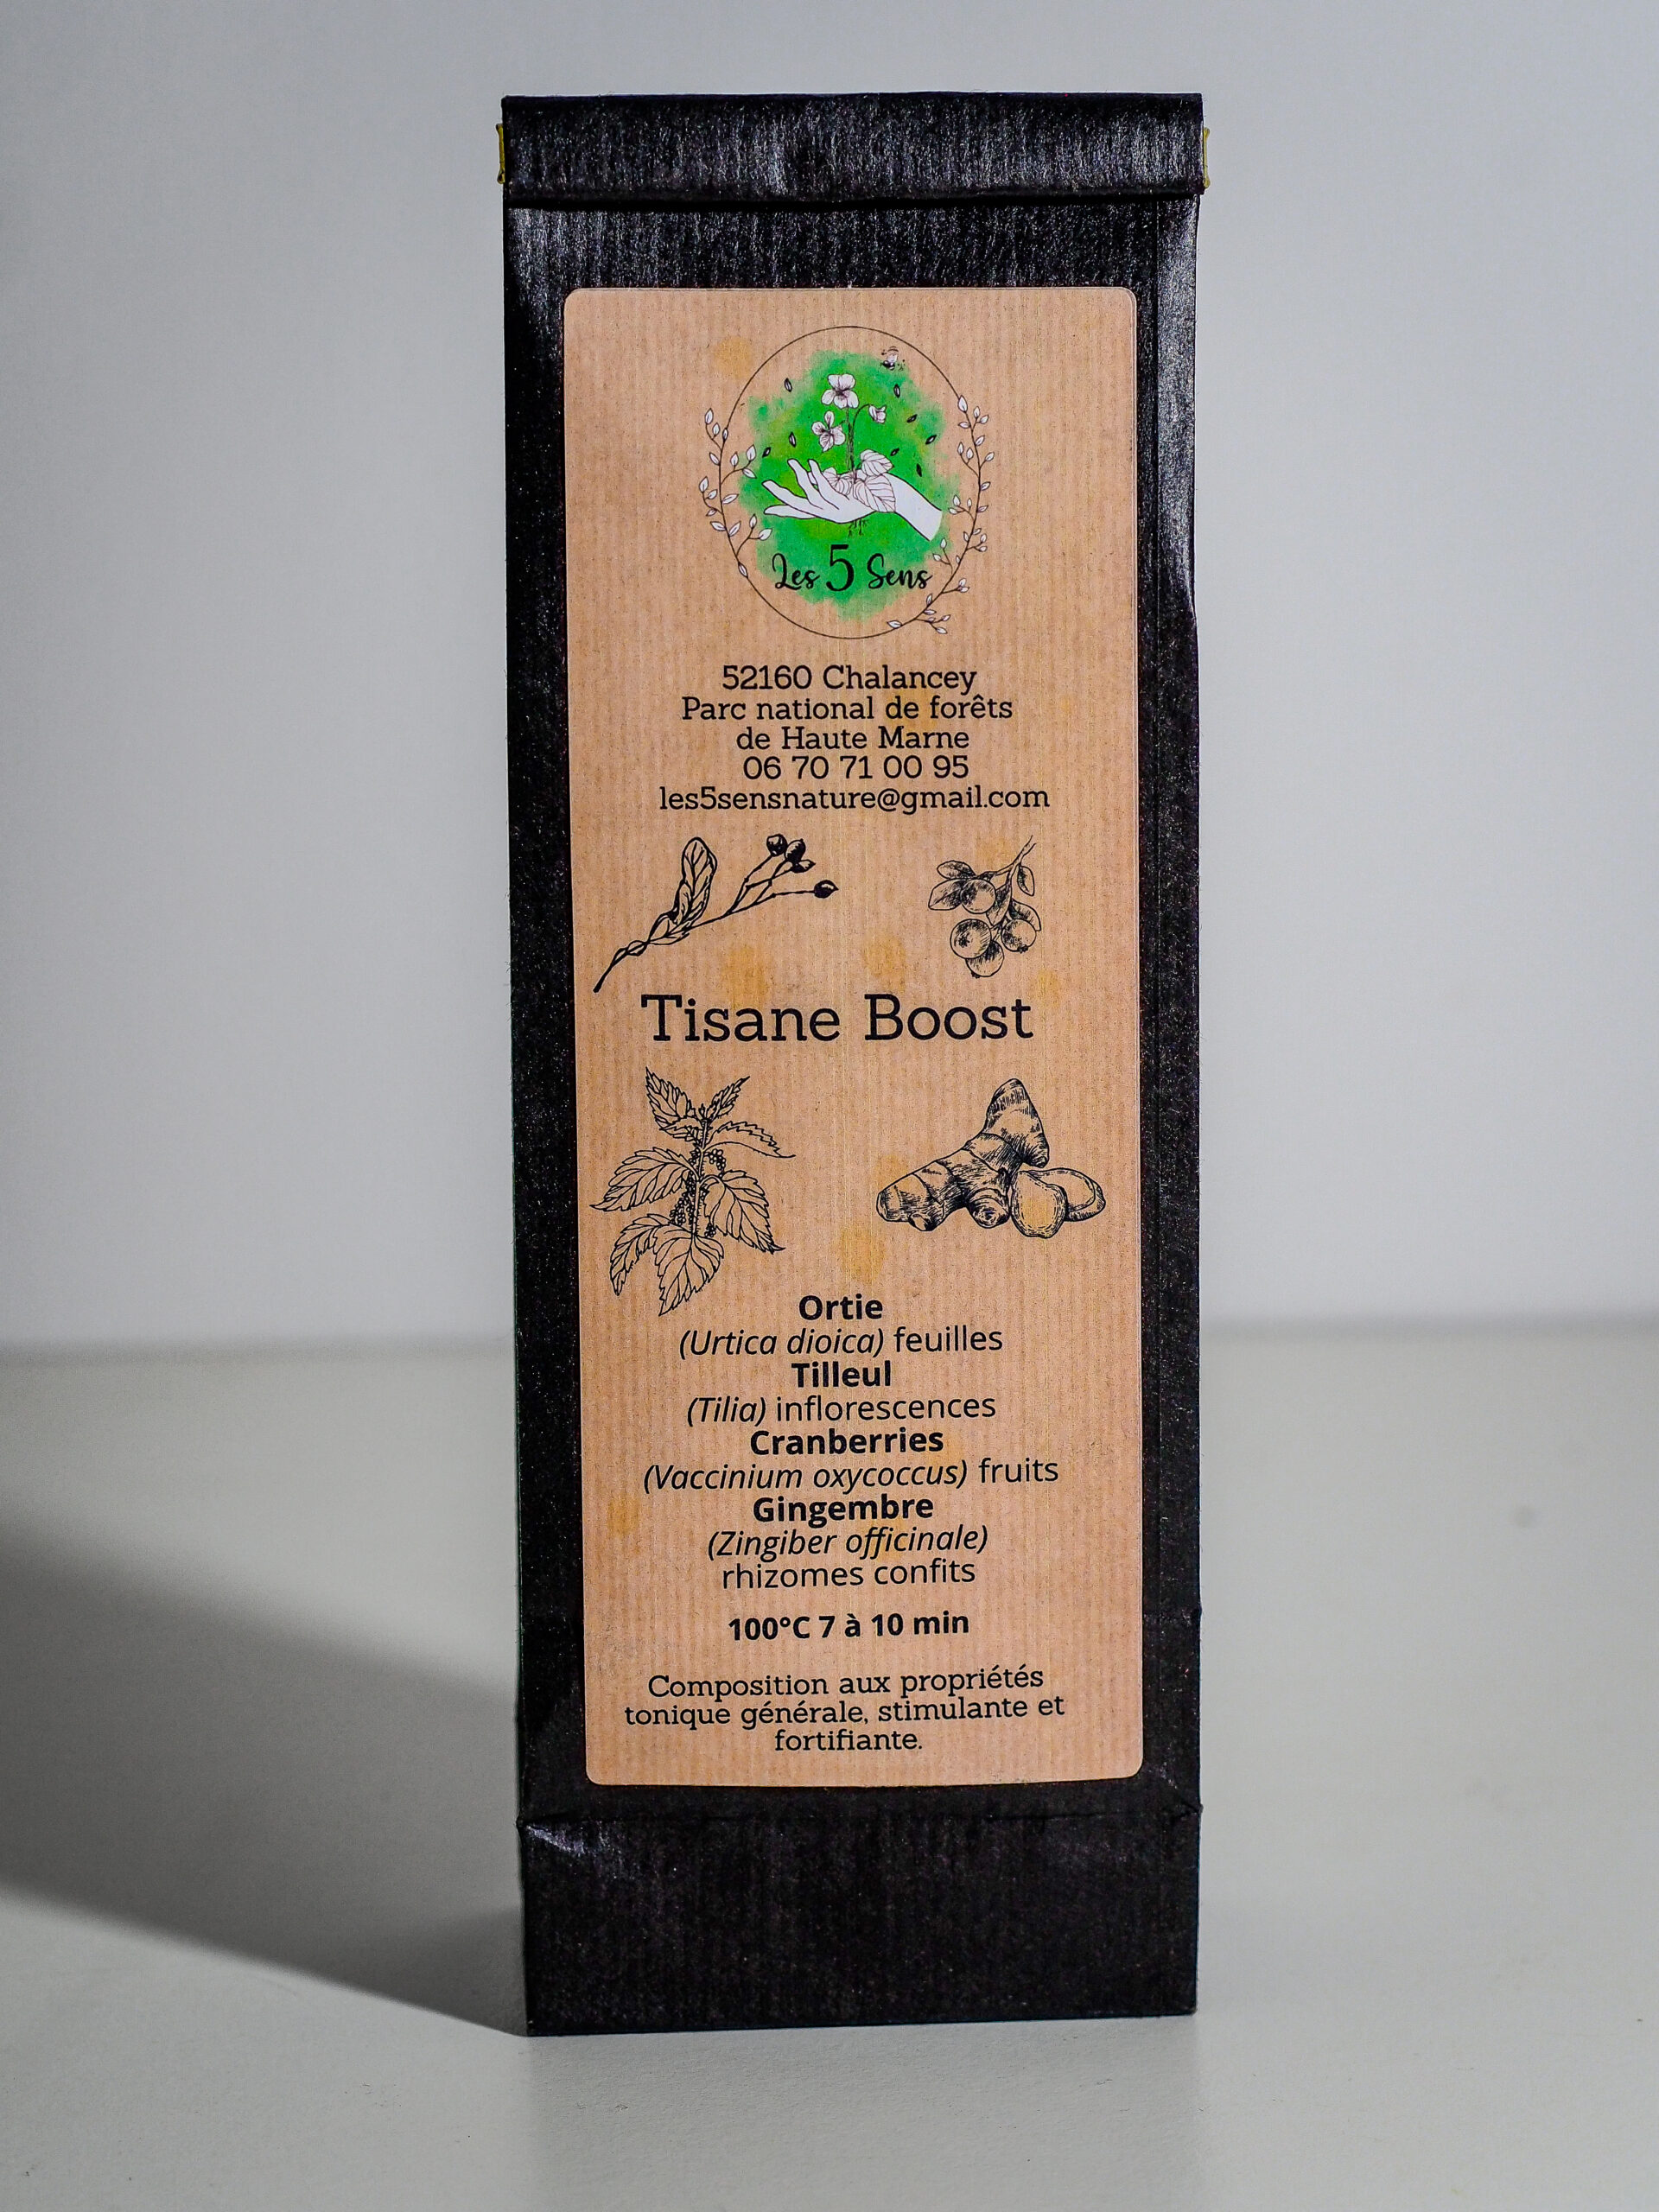 Les 5 Sens
52160 Chalancey
Parc national de forêts
de Haute Marne
06 70 71 00 95
les5sensnature@gmail.com
Tisane Boost
Ortie
(Urtica dioica) feuilles
Tilleul
(Tilia) inflorescences
Cranberries
(Vaccinium oxycoccus) fruits
Gingembre
(Zingiber officinale)
rhizomes confits
100°C 7 à 10 min
Composition aux propriétés
tonique générale, stimulante et
fortifiante.